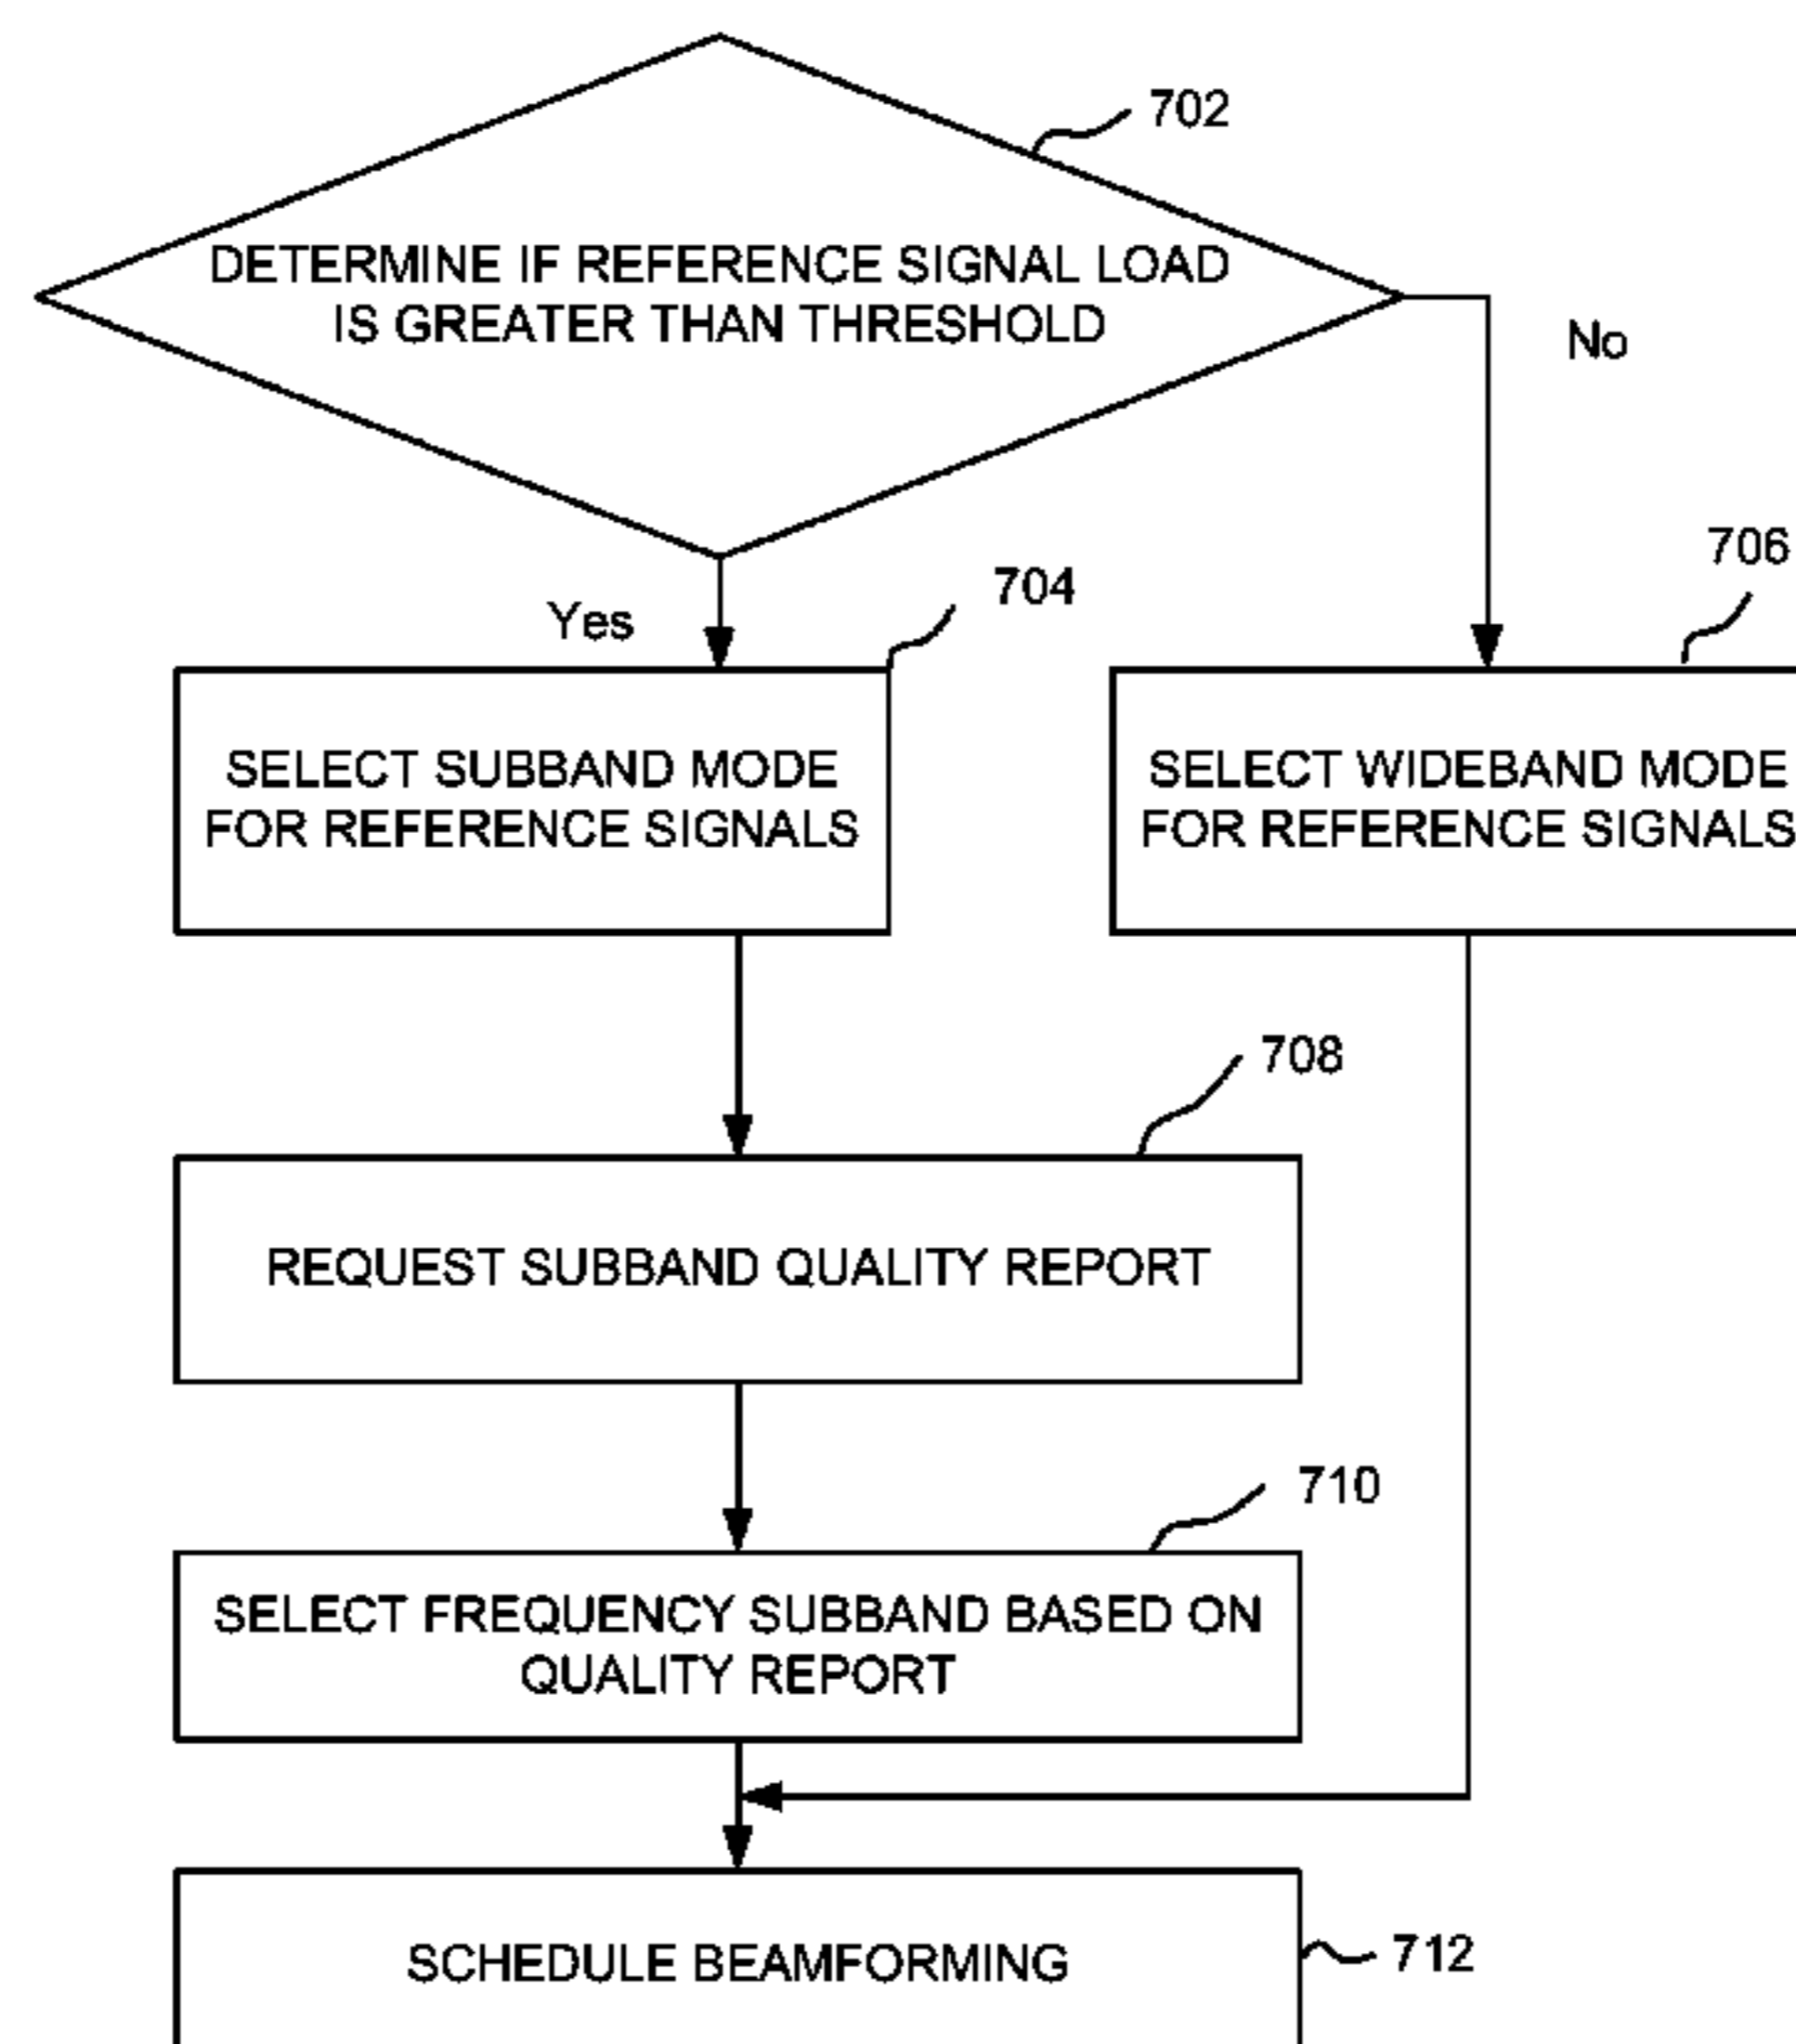 702
DETERMINE IF REFERENCE SIGNAL LOAD
IS GREATER THAN THRESHOLD
No
Yes
704
706
SELECT SUBBAND MODE
FOR REFERENCE SIGNALS
SELECT WIDEBAND MODE
FOR REFERENCE SIGNALS
708
REQUEST SUBBAND QUALITY REPORT
710
SELECT FREQUENCY SUBBAND BASED ON
QUALITY REPORT
SCHEDULE BEAMFORMING
712